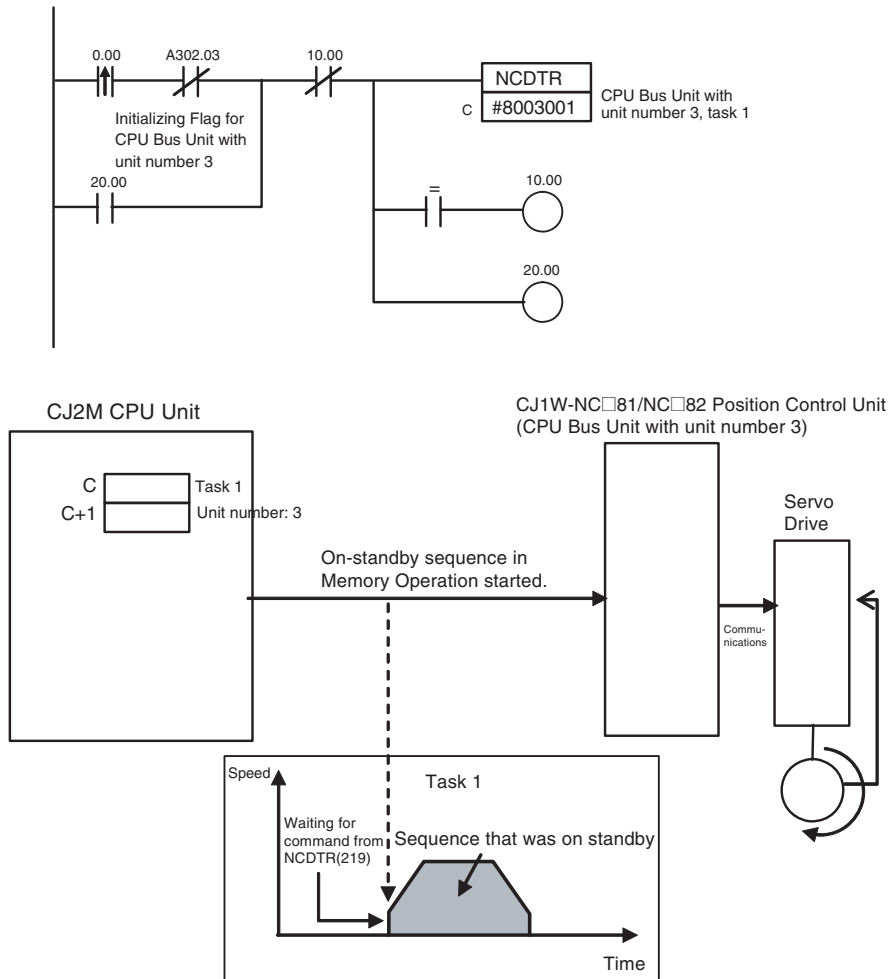 0.00
A302.03
10.00
NCDTR
C
#8003001
CPU Bus Unit with
unit number 3, task 1
Initializing Flag for
CPU Bus Unit with
unit number 3
20.00
=
10.00
20.00
CJ2M CPU Unit
CJ1W-NC□81/NC□82 Position Control Unit
(CPU Bus Unit with unit number 3)
C
Task 1
C+1
Unit number: 3
Servo
Drive
On-standby sequence in
Memory Operation started.
Commu-
nications
Speed
Task 1
Waiting for
command from
NCDTR(219)
Sequence that was on standby
Time